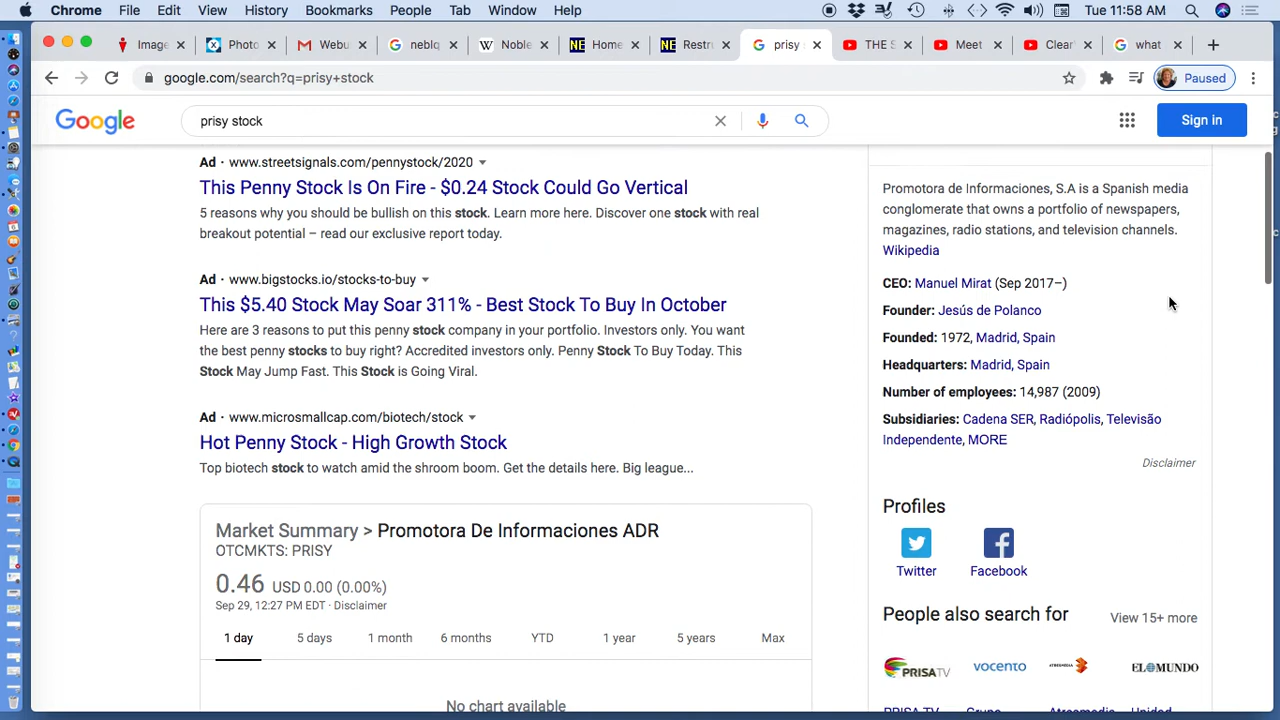 Chrome File Edit View History Bookmarks People Tab Window Help Tue 11:58 AM
Image Photo Webu neblq Noble Home Restru prisy THE S Meet Clear what
google.com/search?q=prisy+stock Paused
Google prisy stock Sign in
Ad · www.streetsignals.com/pennystock/2020
This Penny Stock Is On Fire - $0.24 Stock Could Go Vertical
5 reasons why you should be bullish on this stock. Learn more here. Discover one stock with real
breakout potential – read our exclusive report today.
Ad · www.bigstocks.io/stocks-to-buy
This $5.40 Stock May Soar 311% - Best Stock To Buy In October
Here are 3 reasons to put this penny stock company in your portfolio. Investors only. You want
the best penny stocks to buy right? Accredited investors only. Penny Stock To Buy Today. This
Stock May Jump Fast. This Stock is Going Viral.
Ad · www.microsmallcap.com/biotech/stock
Hot Penny Stock - High Growth Stock
Top biotech stock to watch amid the shroom boom. Get the details here. Big league...
Market Summary > Promotora De Informaciones ADR
OTCMKTS: PRISY
0.46 USD 0.00 (0.00%)
Sep 29, 12:27 PM EDT · Disclaimer
1 day 5 days 1 month 6 months YTD 1 year 5 years Max
No chart available
Promotora de Informaciones, S.A is a Spanish media
conglomerate that owns a portfolio of newspapers,
magazines, radio stations, and television channels.
Wikipedia
CEO: Manuel Mirat (Sep 2017–)
Founder: Jesús de Polanco
Founded: 1972, Madrid, Spain
Headquarters: Madrid, Spain
Number of employees: 14,987 (2009)
Subsidiaries: Cadena SER, Radiópolis, Televisão
Independente, MORE
Disclaimer
Profiles
Twitter Facebook
People also search for View 15+ more
PRISA TV vocento ATRESMEDIA EL MUNDO
PRISA TV Grupo Atresmedia Unidad